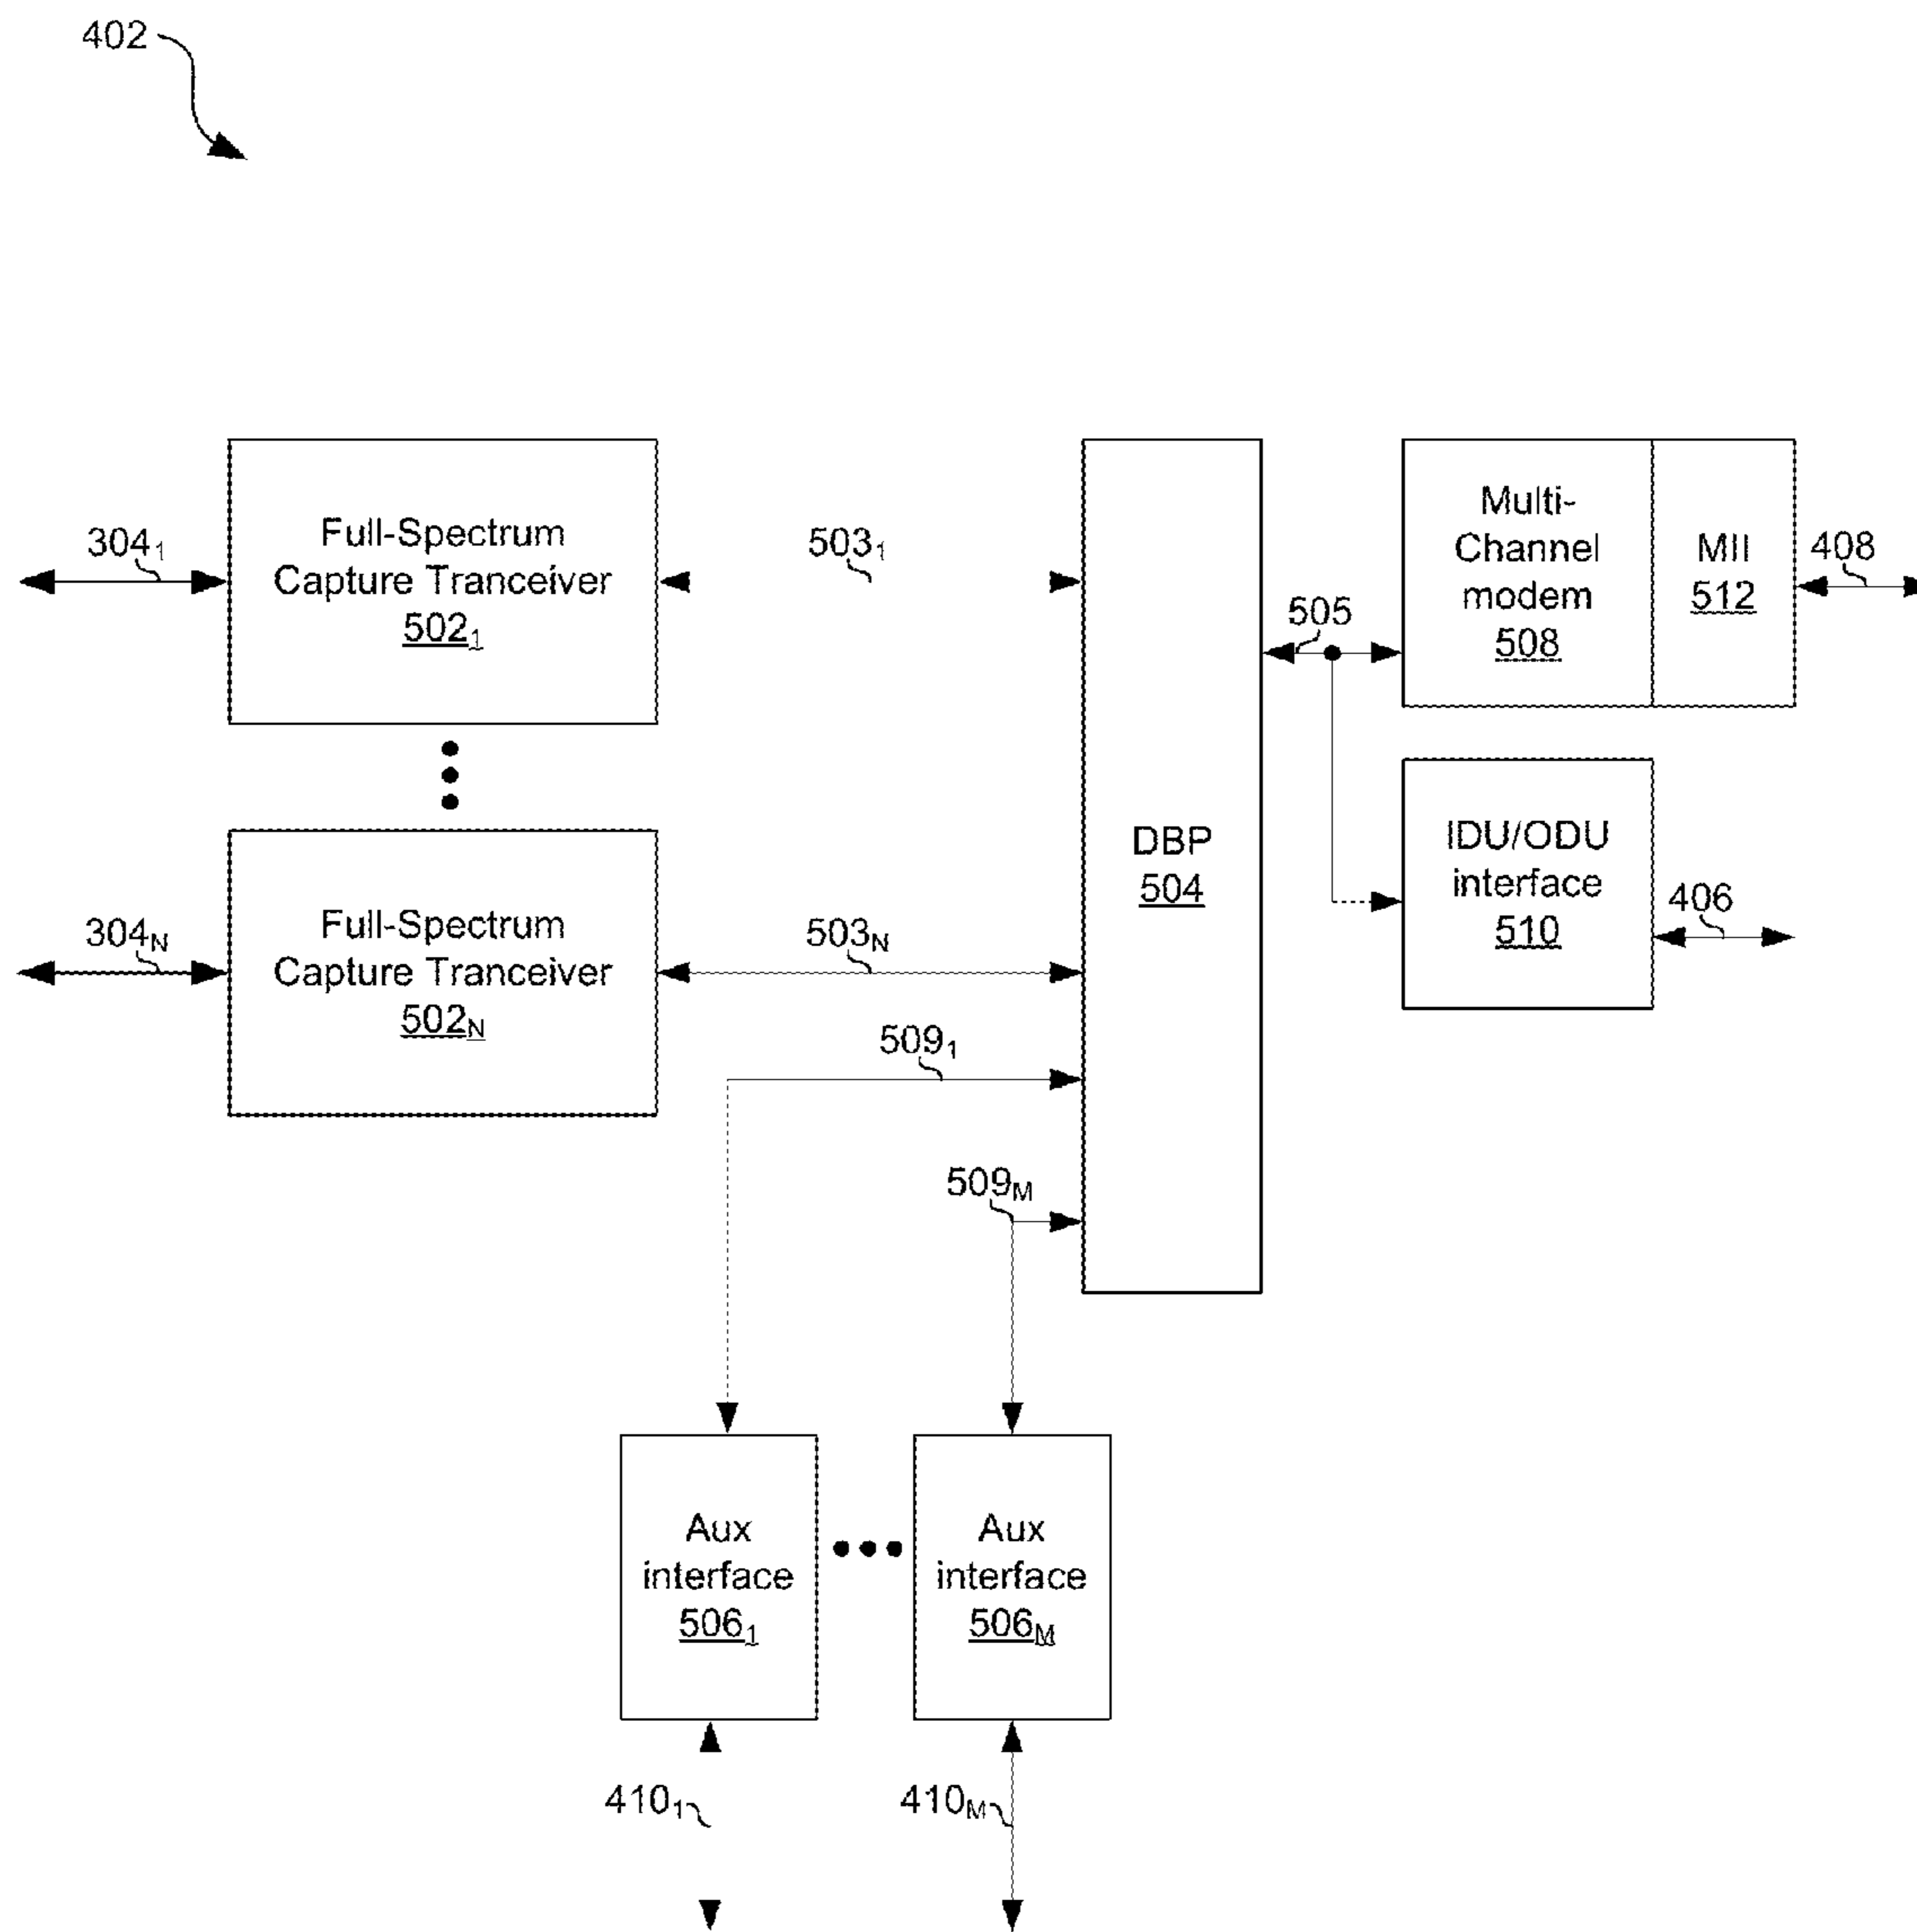 402
304₁
Full-Spectrum
Capture Tranceiver
502₁
503₁
DBP
504
505
Multi-
Channel
modem
508
MII
512
408
IDU/ODU
interface
510
406
304N
Full-Spectrum
Capture Tranceiver
502N
503N
509₁
509M
Aux
interface
506₁
Aux
interface
506M
410₁
410M